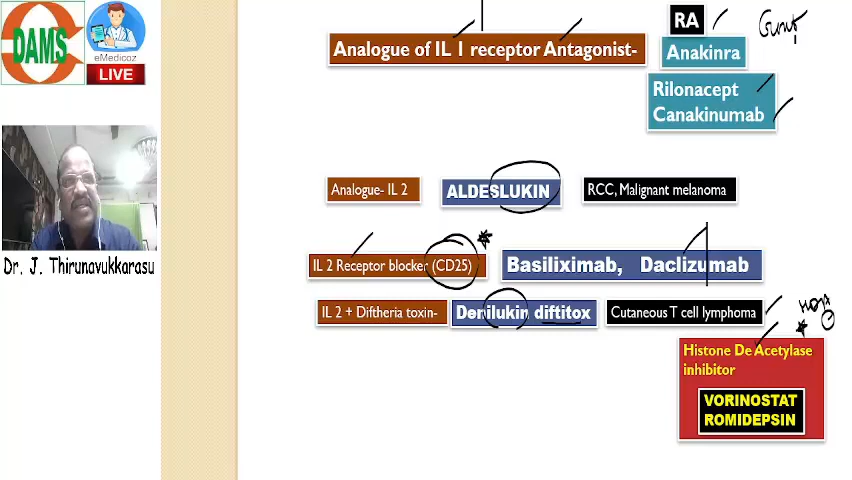 DAMS
eMedicoz
LIVE
RA
Gout
Analogue of IL 1 receptor Antagonist-
Anakinra
Rilonacept
Canakinumab
Analogue- IL 2
ALDESLUKIN
RCC, Malignant melanoma
Dr. J. Thirunavukkarasu
IL 2 Receptor blocker (CD25)
Basiliximab, Daclizumab
IL 2 + Diftheria toxin-
Denilukin diftitox
Cutaneous T cell lymphoma
Histone De Acetylase
inhibitor
VORINOSTAT
ROMIDEPSIN